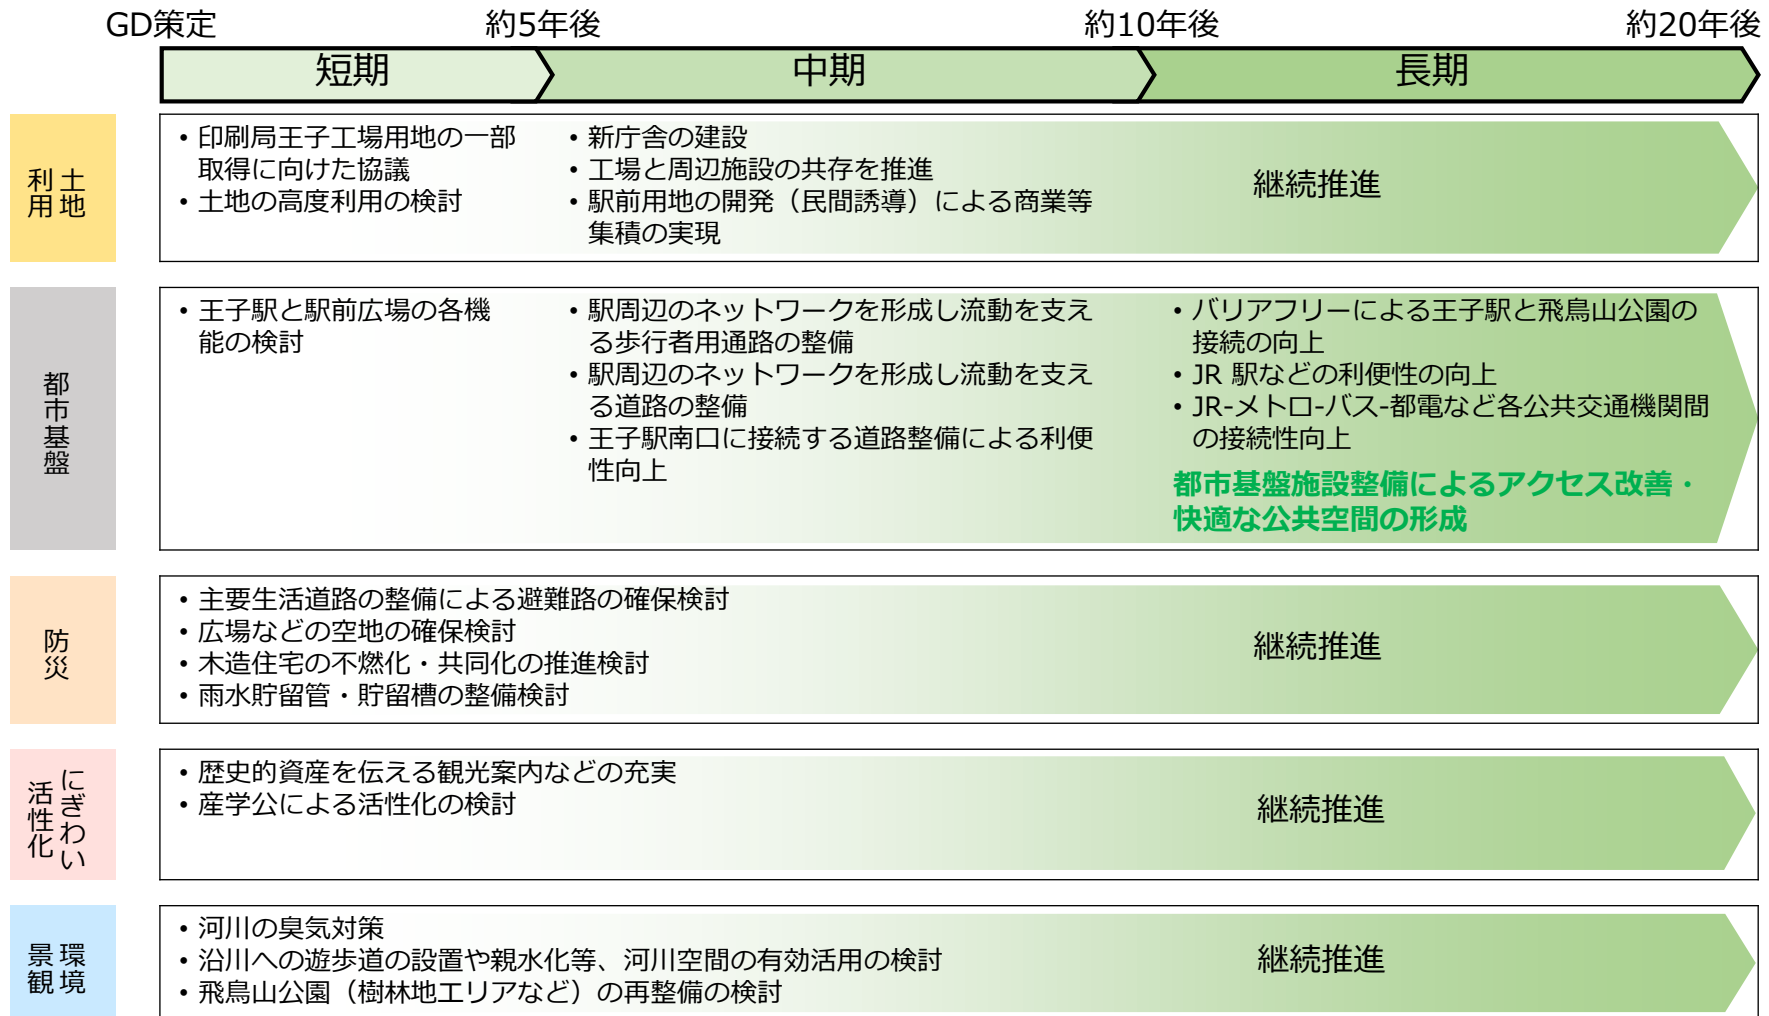 GD策定
約5年後
約10年後
約20年後
短期
中期
長期
土地
利用
・印刷局王子工場用地の一部
取得に向けた協議
・土地の高度利用の検討
・新庁舎の建設
・工場と周辺施設の共存を推進
・駅前用地の開発（民間誘導）による商業等
集積の実現
継続推進
都市基盤
・王子駅と駅前広場の各機
能の検討
・駅周辺のネットワークを形成し流動を支え
る歩行者用通路の整備
・駅周辺のネットワークを形成し流動を支え
る道路の整備
・王子駅南口に接続する道路整備による利便
性向上
・バリアフリーによる王子駅と飛鳥山公園の
接続の向上
・JR 駅などの利便性の向上
・JR-メトロ-バス-都電など各公共交通機関間
の接続性向上
都市基盤施設整備によるアクセス改善・
快適な公共空間の形成
防災
・主要生活道路の整備による避難路の確保検討
・広場などの空地の確保検討
・木造住宅の不燃化・共同化の推進検討
・雨水貯留管・貯留槽の整備検討
継続推進
にぎわい
活性化
・歴史的資産を伝える観光案内などの充実
・産学公による活性化の検討
継続推進
環境
景観
・河川の臭気対策
・沿川への遊歩道の設置や親水化等、河川空間の有効活用の検討
・飛鳥山公園（樹林地エリアなど）の再整備の検討
継続推進